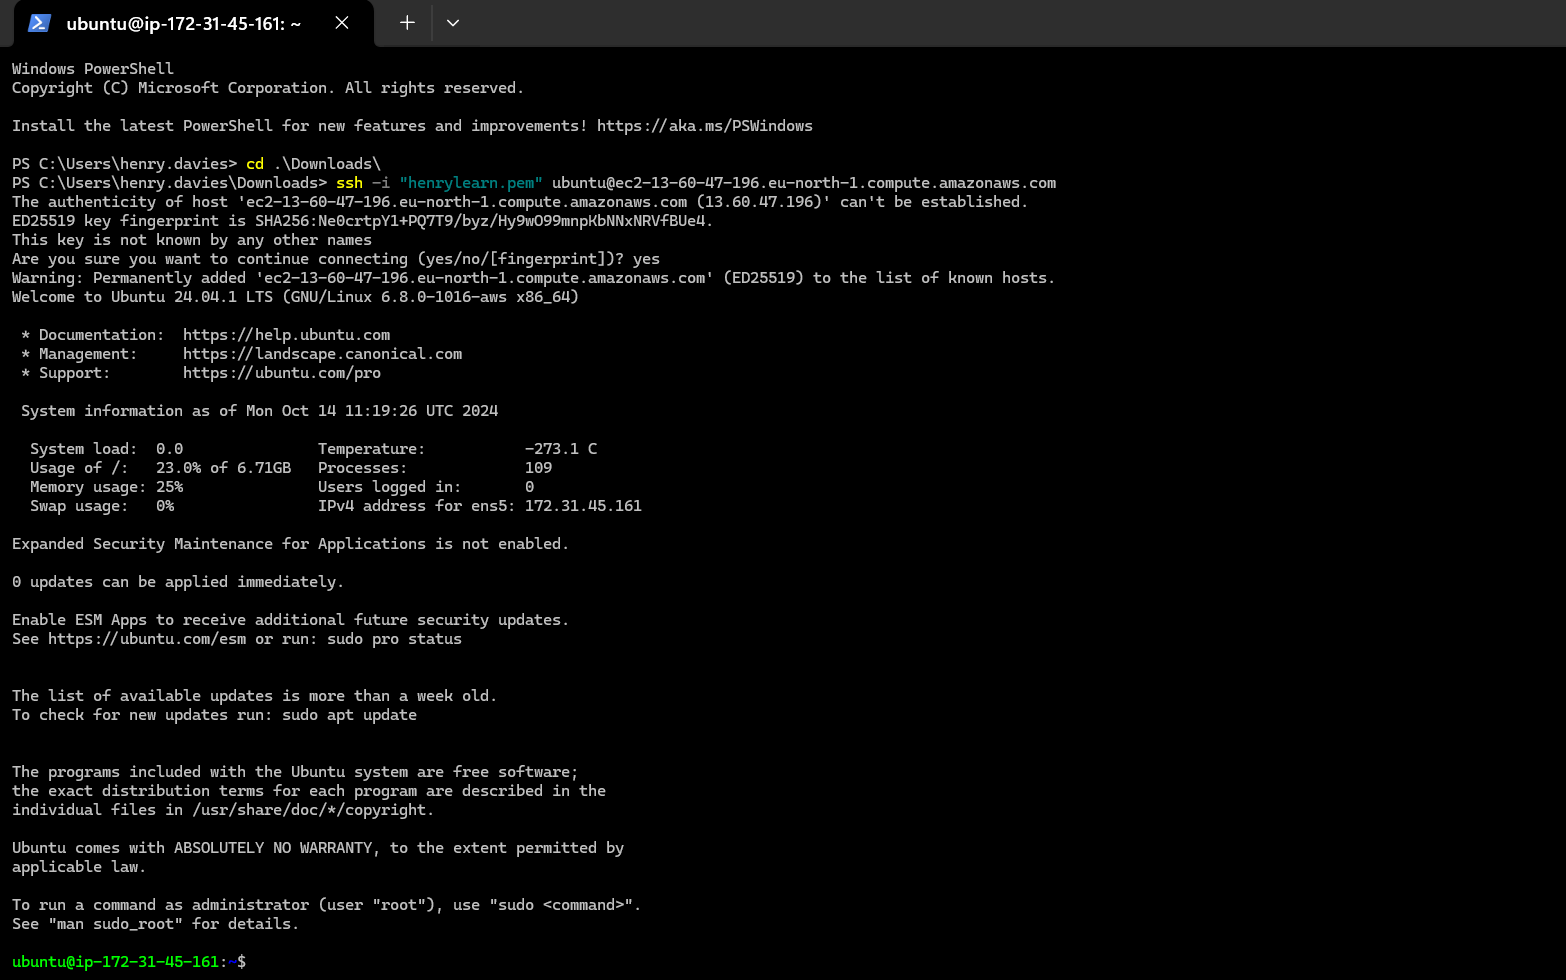 ubuntu@ip-172-31-45-161: ~
Windows PowerShell
Copyright (C) Microsoft Corporation. All rights reserved.
Install the latest PowerShell for new features and improvements! https://aka.ms/PSWindows
PS C:\Users\henry.davies> cd .\Downloads\
PS C:\Users\henry.davies\Downloads> ssh -i "henrylearn.pem" ubuntu@ec2-13-60-47-196.eu-north-1.compute.amazonaws.com
The authenticity of host 'ec2-13-60-47-196.eu-north-1.compute.amazonaws.com (13.60.47.196)' can't be established.
ED25519 key fingerprint is SHA256:Ne0crtpY1+PQ7T9/byz/Hy9wO99mnpKbNNxNRVfBUe4.
This key is not known by any other names
Are you sure you want to continue connecting (yes/no/[fingerprint])? yes
Warning: Permanently added 'ec2-13-60-47-196.eu-north-1.compute.amazonaws.com' (ED25519) to the list of known hosts.
Welcome to Ubuntu 24.04.1 LTS (GNU/Linux 6.8.0-1016-aws x86_64)
* Documentation:  https://help.ubuntu.com
* Management:     https://landscape.canonical.com
* Support:        https://ubuntu.com/pro
System information as of Mon Oct 14 11:19:26 UTC 2024
System load:  0.0               Temperature:           -273.1 C
Usage of /:   23.0% of 6.71GB   Processes:             109
Memory usage: 25%               Users logged in:       0
Swap usage:   0%                IPv4 address for ens5: 172.31.45.161
Expanded Security Maintenance for Applications is not enabled.
0 updates can be applied immediately.
Enable ESM Apps to receive additional future security updates.
See https://ubuntu.com/esm or run: sudo pro status
The list of available updates is more than a week old.
To check for new updates run: sudo apt update
The programs included with the Ubuntu system are free software;
the exact distribution terms for each program are described in the
individual files in /usr/share/doc/*/copyright.
Ubuntu comes with ABSOLUTELY NO WARRANTY, to the extent permitted by
applicable law.
To run a command as administrator (user "root"), use "sudo <command>".
See "man sudo_root" for details.
ubuntu@ip-172-31-45-161:~$